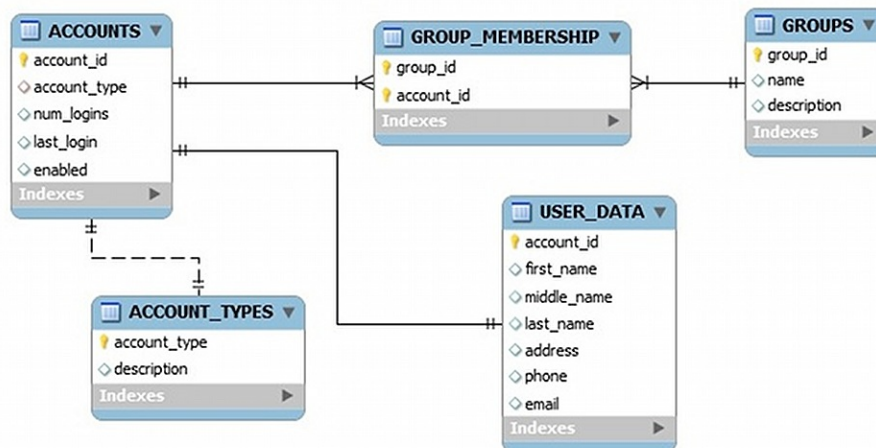 ACCOUNTS
account_id
account_type
num_logins
last_login
enabled
Indexes
GROUP_MEMBERSHIP
group_id
account_id
Indexes
GROUPS
group_id
name
description
Indexes
ACCOUNT_TYPES
account_type
description
Indexes
USER_DATA
account_id
first_name
middle_name
last_name
address
phone
email
Indexes